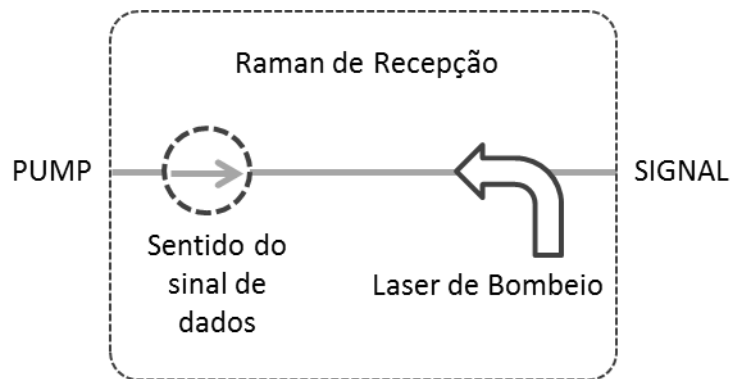 Raman de Recepção
PUMP
SIGNAL
Sentido do
sinal de
dados
Laser de Bombeio